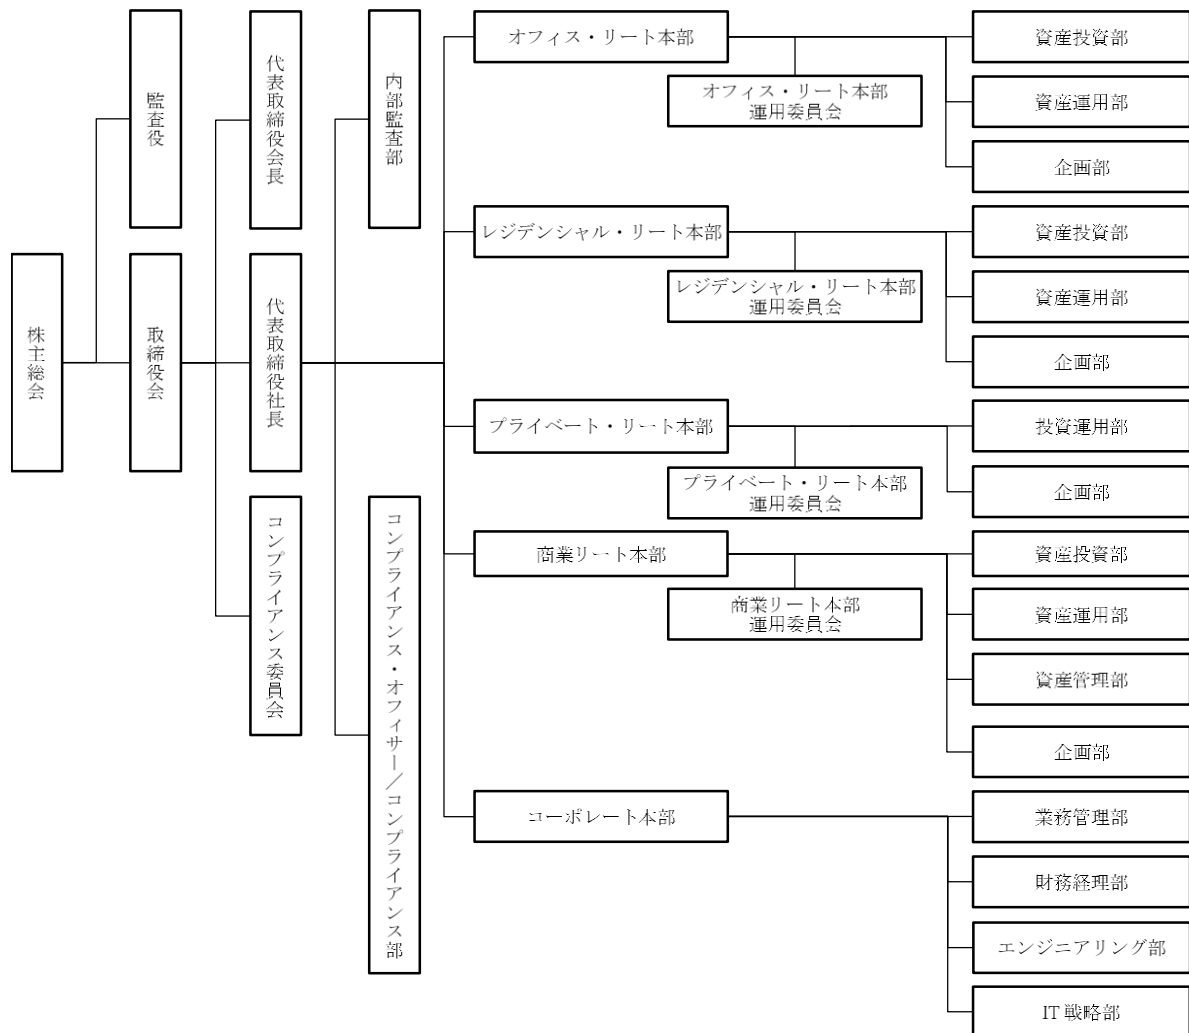 株主総会
監査役
取締役会
代表取締役会長
代表取締役社長
コンプライアンス委員会
内部監査部
コンプライアンス・オフィサー／コンプライアンス部
オフィス・リート本部
オフィス・リート本部
運用委員会
資産投資部
資産運用部
企画部
レジデンシャル・リート本部
レジデンシャル・リート本部
運用委員会
資産投資部
資産運用部
企画部
プライベート・リート本部
プライベート・リート本部
運用委員会
投資運用部
企画部
商業リート本部
商業リート本部
運用委員会
資産投資部
資産運用部
資産管理部
企画部
コーポレート本部
業務管理部
財務経理部
エンジニアリング部
IT 戦略部